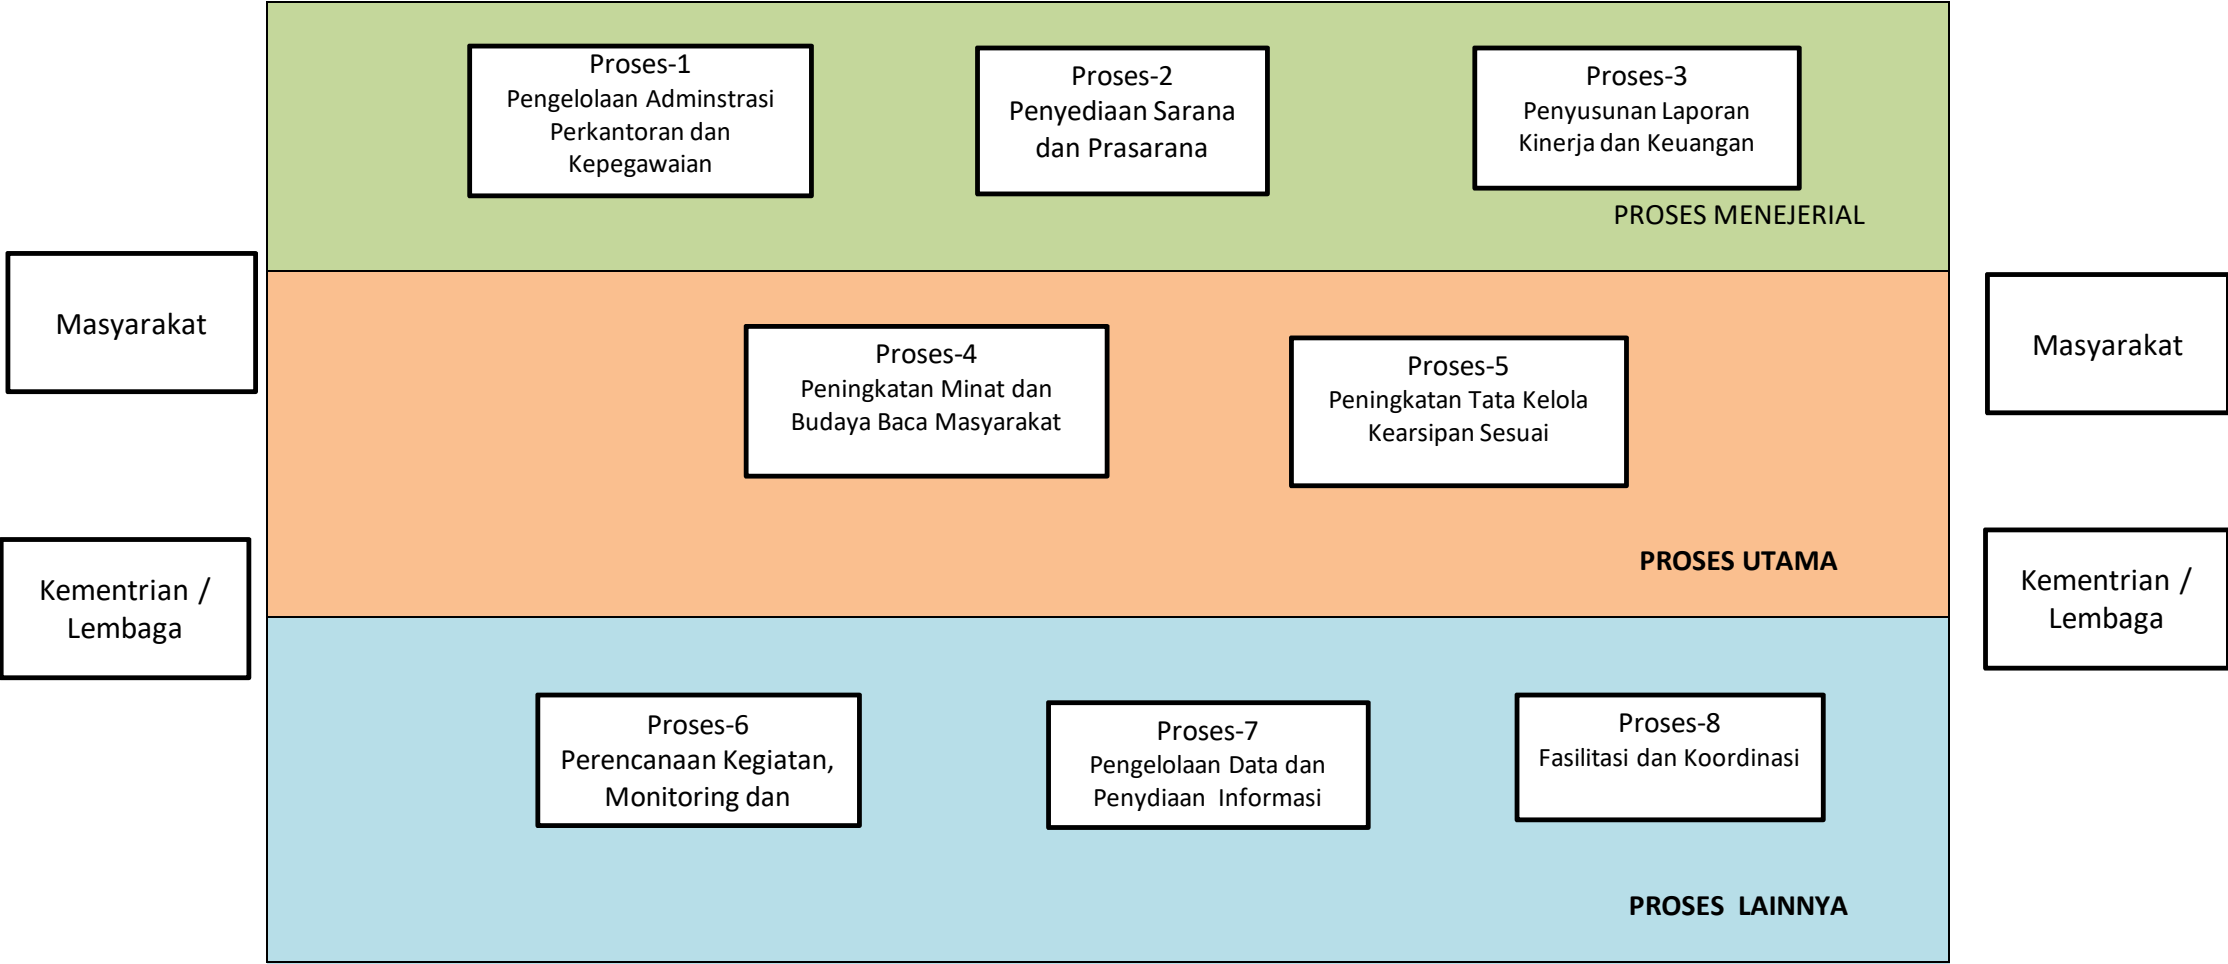 Proses-1
Pengelolaan Adminstrasi
Perkantoran dan
Kepegawaian
Proses-2
Penyediaan Sarana
dan Prasarana
Proses-3
Penyusunan Laporan
Kinerja dan Keuangan
PROSES MENEJERIAL
Masyarakat
Kementrian /
Lembaga
Proses-4
Peningkatan Minat dan
Budaya Baca Masyarakat
Proses-5
Peningkatan Tata Kelola
Kearsipan Sesuai
PROSES UTAMA
Masyarakat
Kementrian /
Lembaga
Proses-6
Perencanaan Kegiatan,
Monitoring dan
Proses-7
Pengelolaan Data dan
Penydiaan Informasi
Proses-8
Fasilitasi dan Koordinasi
PROSES LAINNYA